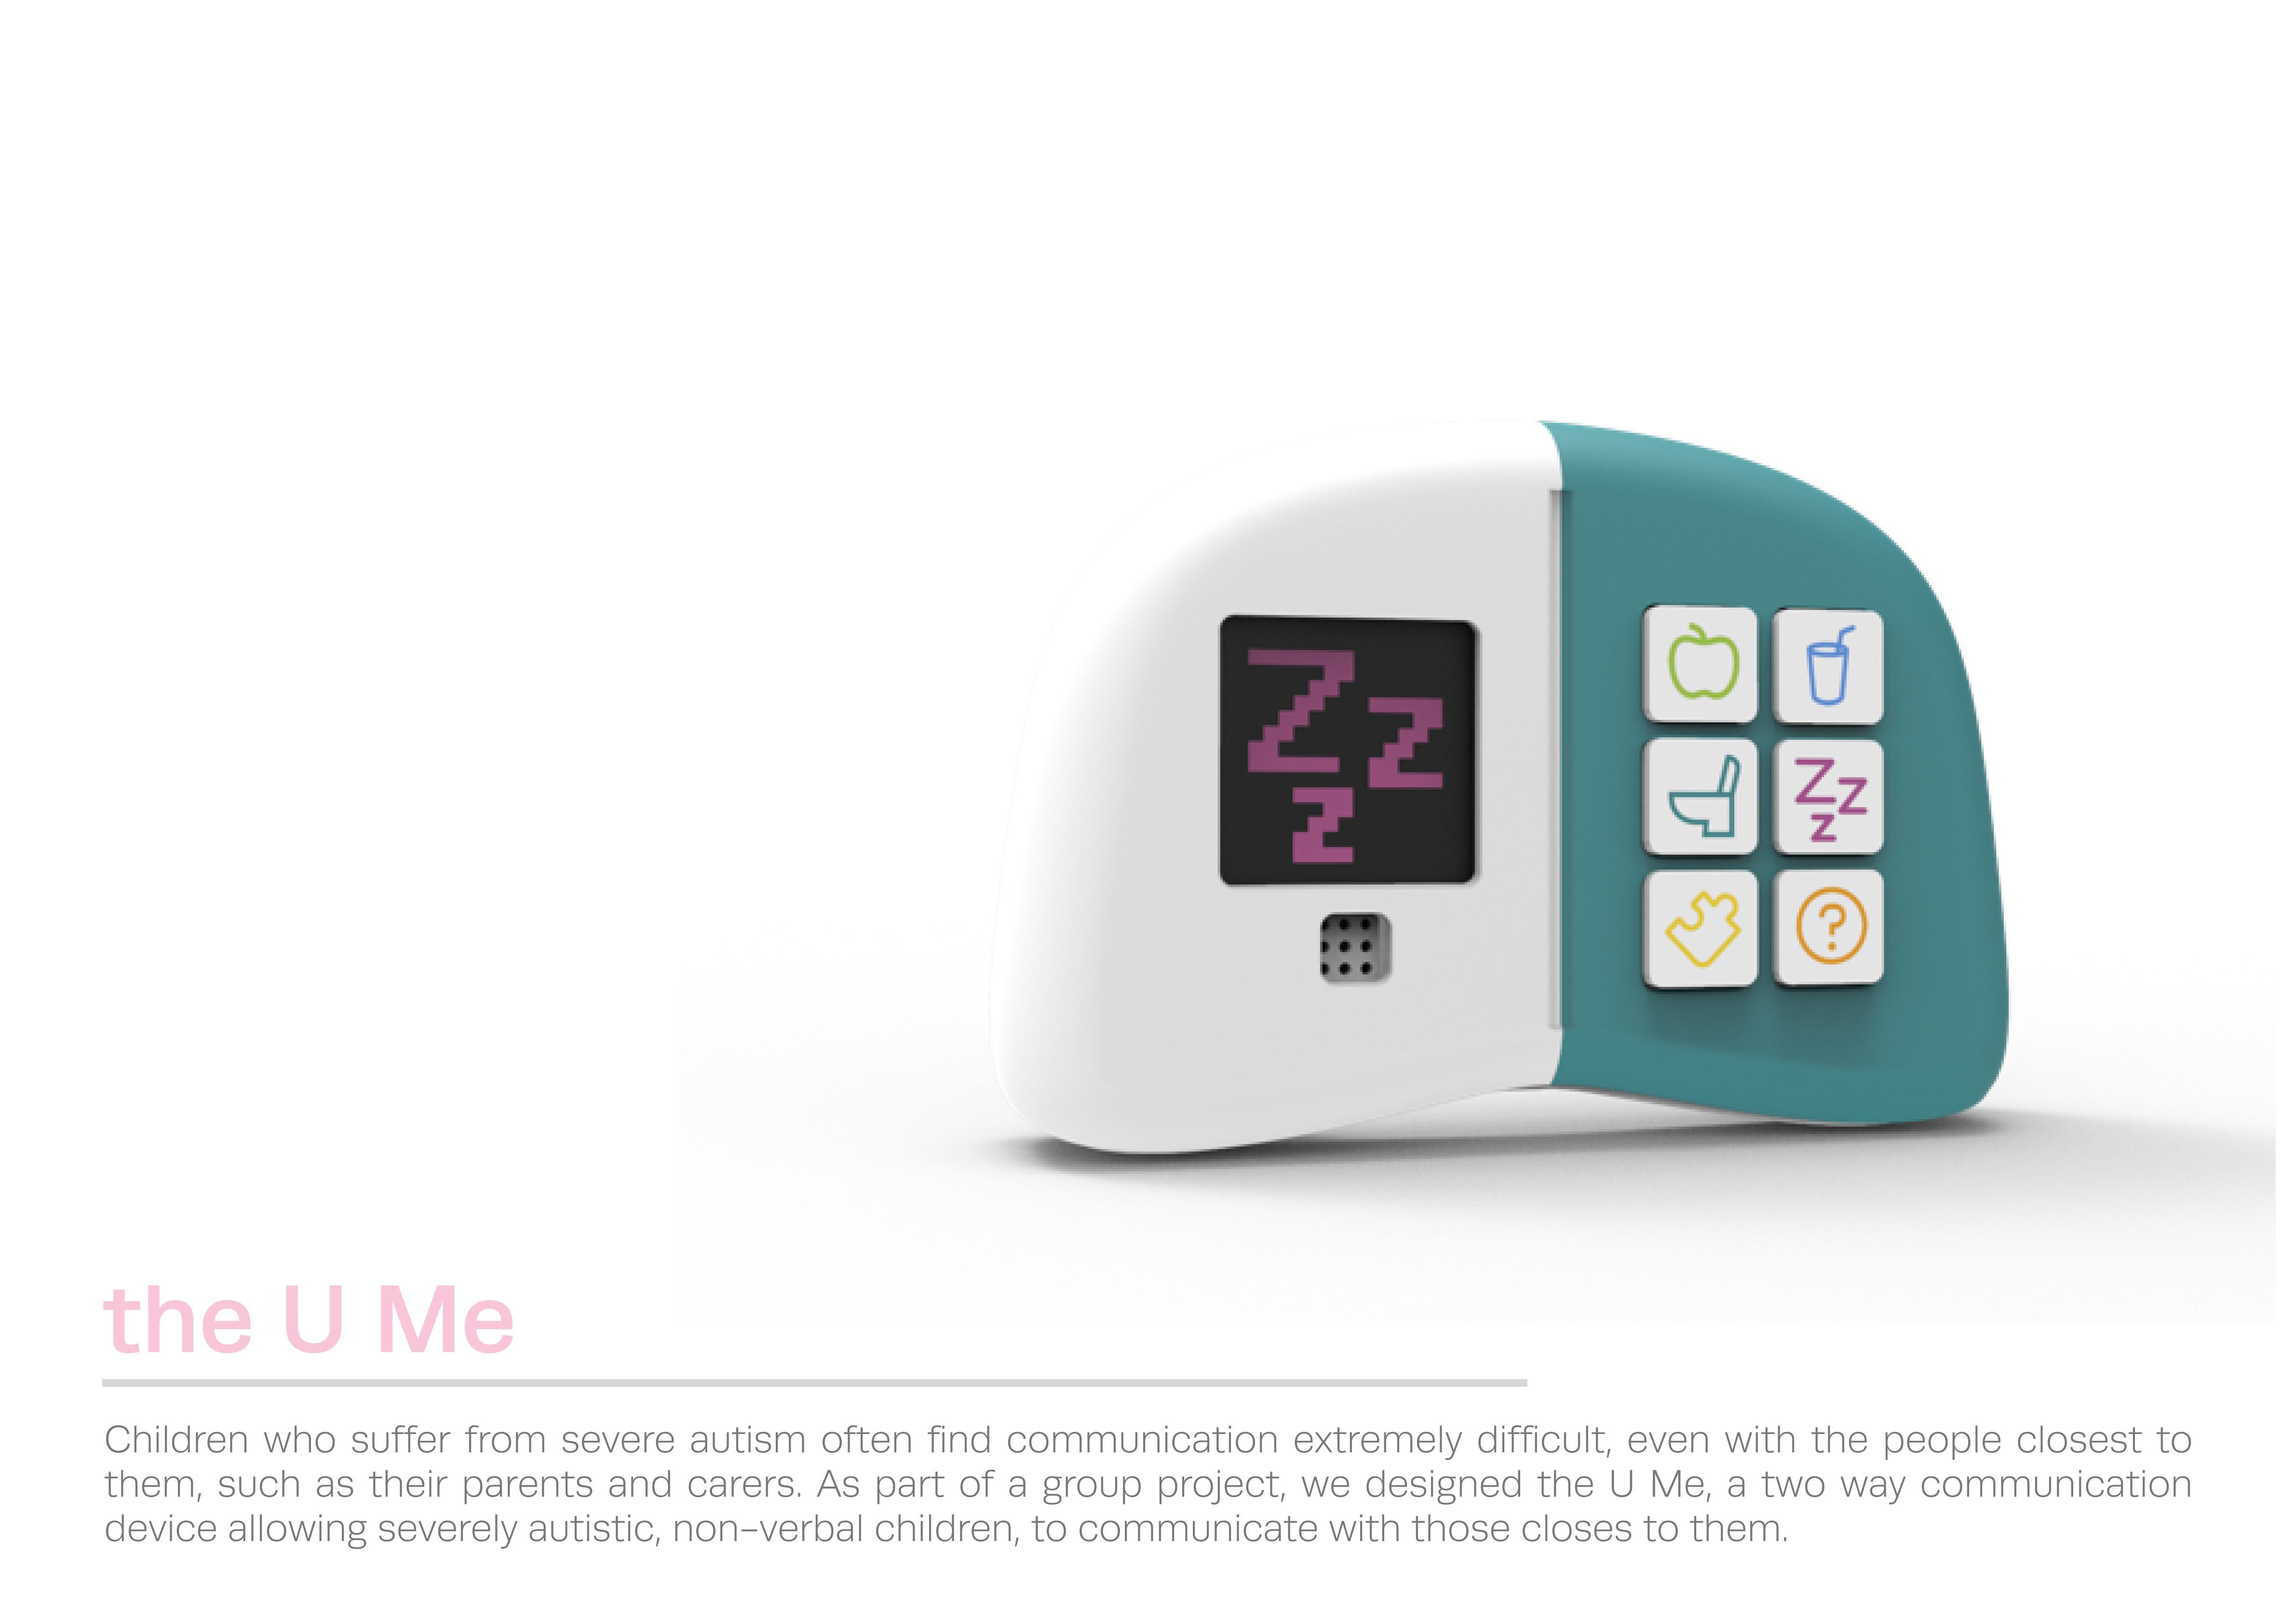 Zz
z
Zz
z
?
the U Me
Children who suffer from severe autism often find communication extremely difficult, even with the people closest to
them, such as their parents and carers. As part of a group project, we designed the U Me, a two way communication
device allowing severely autistic, non-verbal children, to communicate with those closes to them.